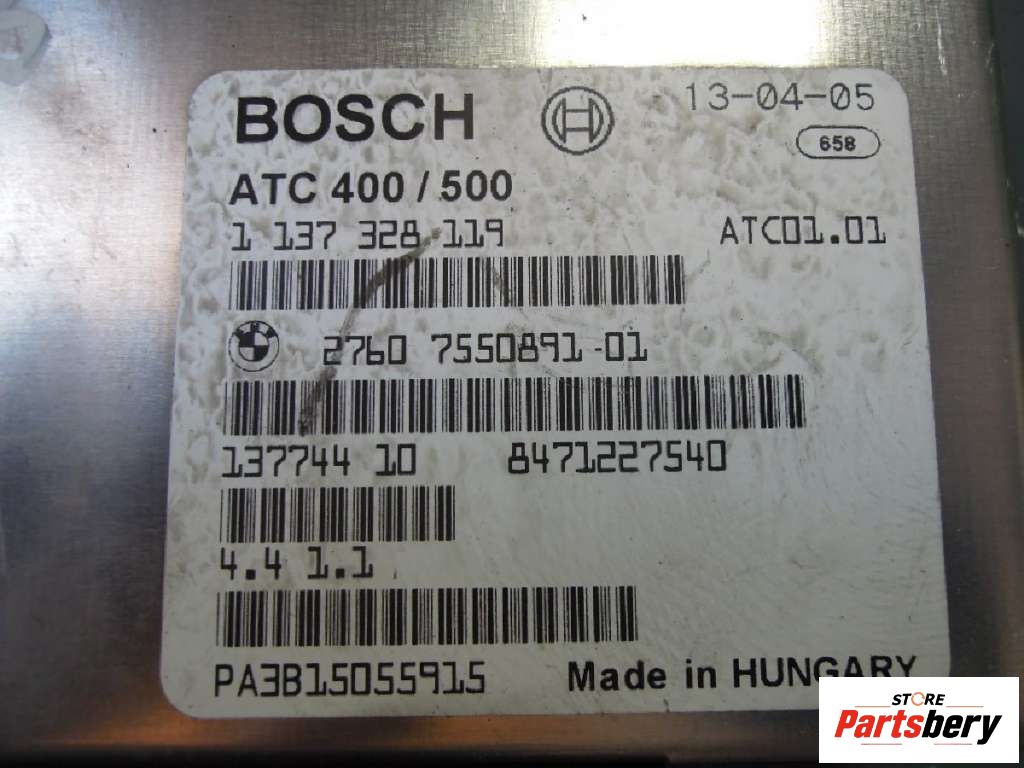 BOSCH 13-04-05
658
ATC 400 / 500
1 137 328 119 ATC01.01
BMW 2760 7550891-01
137744 10 8471227540
4.4 1.1
PA3B15055915 Made in HUNGARY
STORE
Partsbery